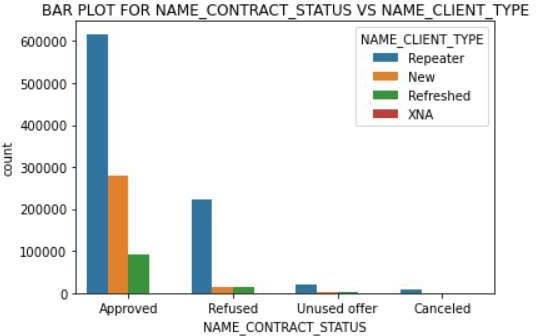 BAR PLOT FOR NAME_CONTRACT_STATUS VS NAME_CLIENT_TYPE
NAME_CLIENT_TYPE
Repeater
New
Refreshed
XNA
600000
500000
400000
300000
200000
100000
0
count
Approved Refused Unused offer Canceled
NAME_CONTRACT_STATUS